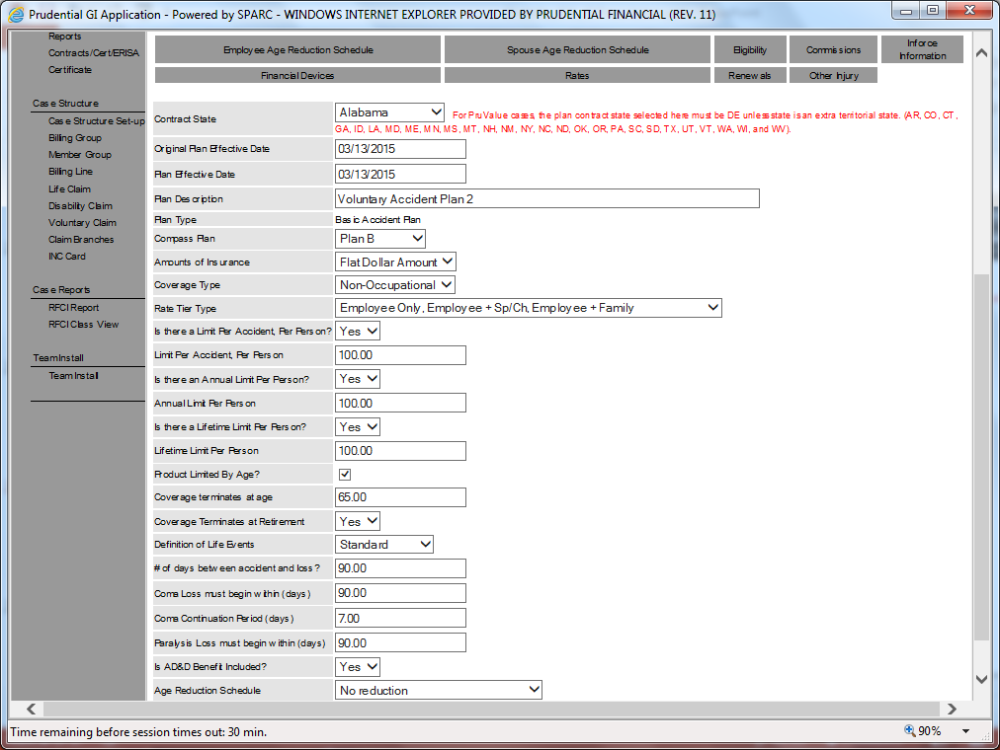 Prudential GI Application - Powered by SPARC - WINDOWS INTERNET EXPLORER PROVIDED BY PRUDENTIAL FINANCIAL (REV. 11)
Reports
Contracts/Cert/ERISA
Certificate
Case Structure
Case Structure Set-up
Billing Group
Member Group
Billing Line
Life Claim
Disability Claim
Voluntary Claim
Claim Branches
INC Card
Case Reports
RFCI Report
RFCI Class View
Team Install
Team Install
Employee Age Reduction Schedule
Spouse Age Reduction Schedule
Eligibility
Commissions
Inforce
Information
Financial Devices
Rates
Renewals
Other Injury
Contract State
Alabama
For PruValue cases, the plan contract state selected here must be DE unless state is an extra territorial state. (AR, CO, CT,
GA, ID, LA, MD, ME, MN, MS, MT, NH, NM, NY, NC, ND, OK, OR, PA, SC, SD, TX, UT, VT, WA, WI, and WV).
Original Plan Effective Date 03/13/2015
Plan Effective Date 03/13/2015
Plan Description Voluntary Accident Plan 2
Plan Type Basic Accident Plan
Compass Plan Plan B
Amounts of Insurance Flat Dollar Amount
Coverage Type Non-Occupational
Rate Tier Type Employee Only, Employee + Sp/Ch, Employee + Family
Is there a Limit Per Accident, Per Person? Yes
Limit Per Accident, Per Person 100.00
Is there an Annual Limit Per Person? Yes
Annual Limit Per Person 100.00
Is there a Lifetime Limit Per Person? Yes
Lifetime Limit Per Person 100.00
Product Limited By Age?
Coverage terminates at age 65.00
Coverage Terminates at Retirement Yes
Definition of Life Events Standard
# of days between accident and loss? 90.00
Coma Loss must begin within (days) 90.00
Coma Continuation Period (days) 7.00
Paralysis Loss must begin within (days) 90.00
Is AD&D Benefit Included? Yes
Age Reduction Schedule No reduction
Time remaining before session times out: 30 min.
90%